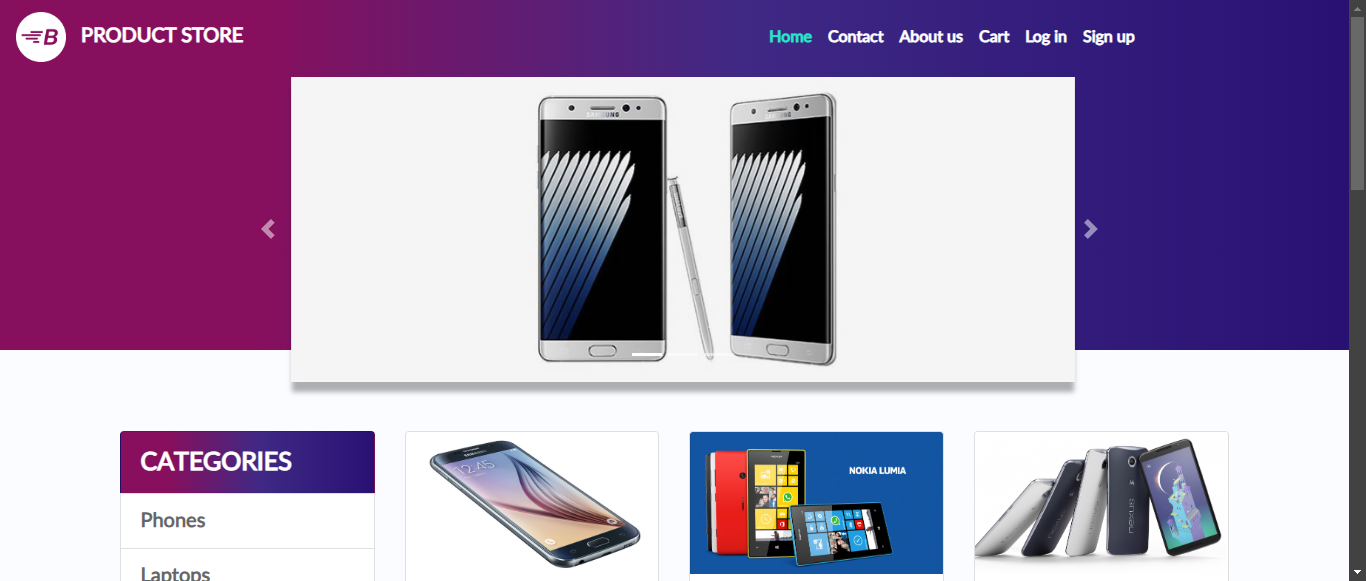 B PRODUCT STORE
Home Contact About us Cart Log in Sign up
SAMSUNG
SAMSUNG
CATEGORIES
Phones
Laptops
12:45
NOKIA LUMIA
nexus